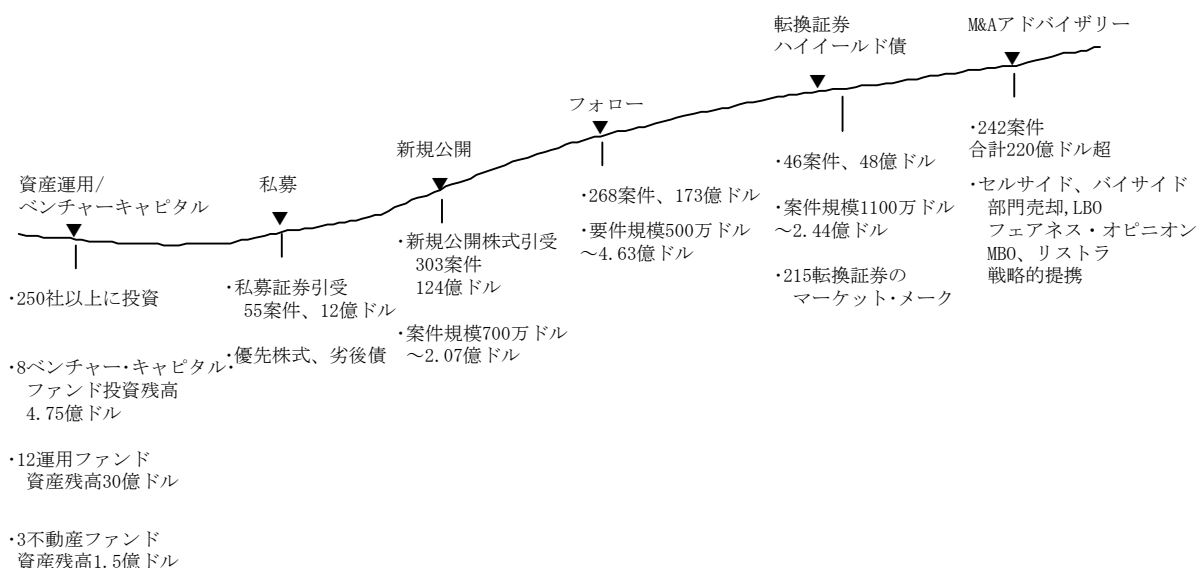 資産運用/
ベンチャーキャピタル
・250社以上に投資
・8ベンチャー・キャピタル・
ファンド投資残高
4.75億ドル
・12運用ファンド
資産残高30億ドル
・3不動産ファンド
資産残高1.5億ドル
私募
・私募証券引受
55案件、12億ドル
・優先株式、劣後債
新規公開
・新規公開株式引受
303案件
124億ドル
・案件規模700万ドル
～2.07億ドル
フォロー
・268案件、173億ドル
・要件規模500万ドル
～4.63億ドル
転換証券
ハイイールド債
・46案件、48億ドル
・案件規模1100万ドル
～2.44億ドル
・215転換証券の
マーケット・メーク
M&Aアドバイザリー
・242案件
合計220億ドル超
・セルサイド、バイサイド
部門売却,LBO
フェアネス・オピニオン
MBO、リストラ
戦略的提携